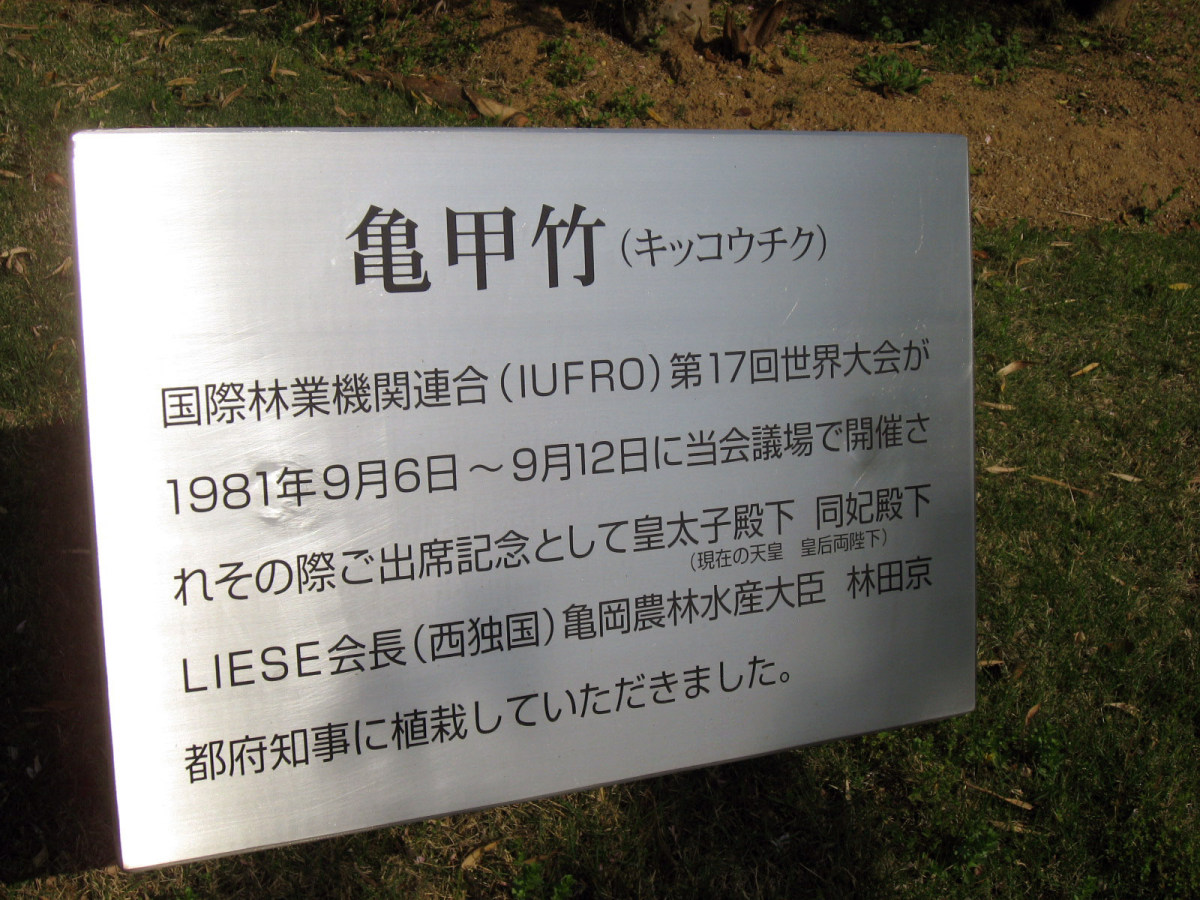 亀甲竹(キッコウチク)
国際林業機関連合(IUFRO)第17回世界大会が
1981年9月6日~9月12日に当会議場で開催さ
れその際ご出席記念として皇太子殿下 同妃殿下
(現在の天皇 皇后両陛下)
LIESE会長(西独国)亀岡農林水産大臣 林田京
都府知事に植栽していただきました。